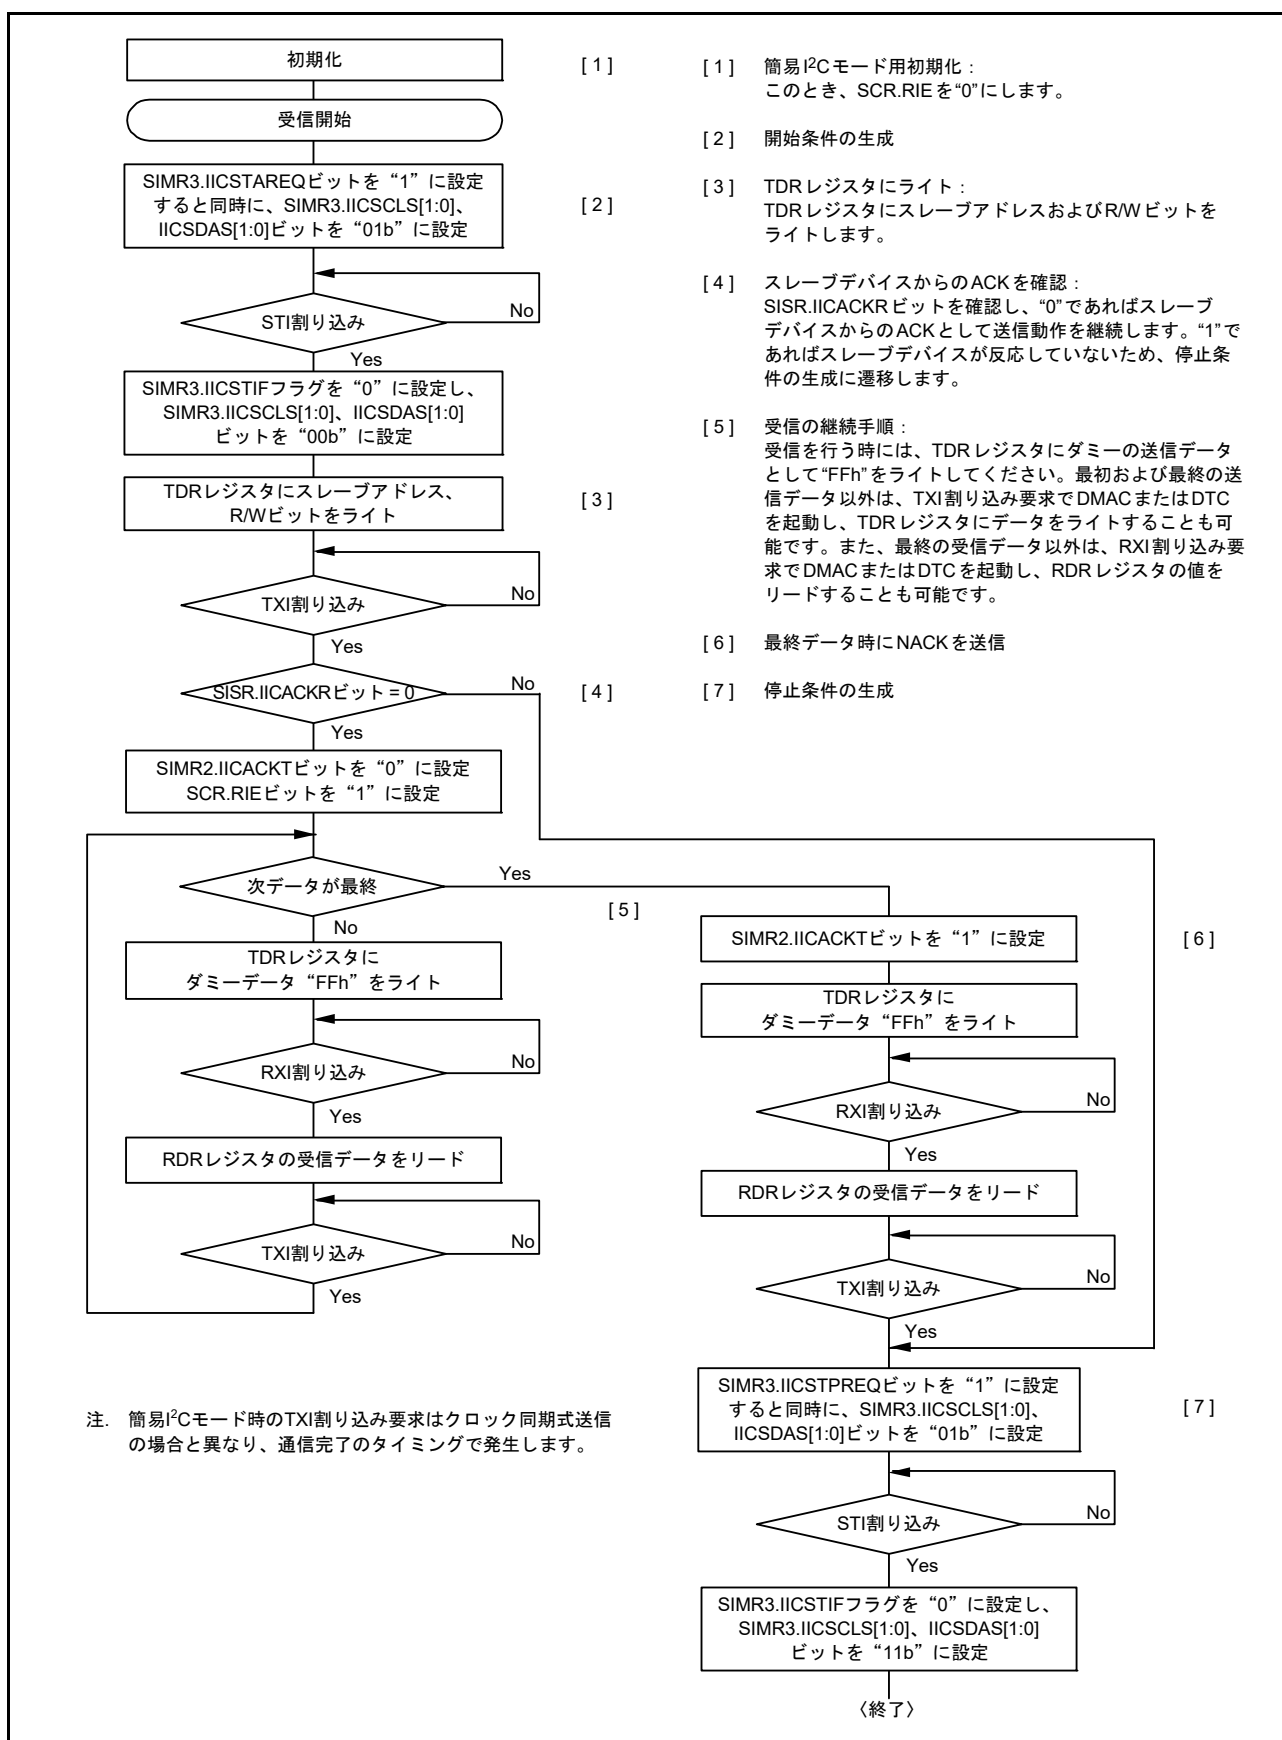 初期化
[ 1 ]
受信開始
SIMR3.IICSTAREQビットを“1”に設定
すると同時に、SIMR3.IICSCLS[1:0]、
IICSDAS[1:0]ビットを“01b”に設定
[ 2 ]
STI割り込み
No
Yes
SIMR3.IICSTIFフラグを“0”に設定し、
SIMR3.IICSCLS[1:0]、IICSDAS[1:0]
ビットを“00b”に設定
TDRレジスタにスレーブアドレス、
R/Wビットをライト
[ 3 ]
TXI割り込み
No
Yes
SISR.IICACKRビット = 0
No
[ 4 ]
Yes
SIMR2.IICACKTビットを“0”に設定
SCR.RIEビットを“1”に設定
次データが最終
Yes
[ 5 ]
No
TDRレジスタに
ダミーデータ“FFh”をライト
RXI割り込み
No
Yes
RDRレジスタの受信データをリード
TXI割り込み
No
Yes
SIMR2.IICACKTビットを“1”に設定
[ 6 ]
TDRレジスタに
ダミーデータ“FFh”をライト
RXI割り込み
No
Yes
RDRレジスタの受信データをリード
TXI割り込み
No
Yes
SIMR3.IICSTPREQビットを“1”に設定
すると同時に、SIMR3.IICSCLS[1:0]、
IICSDAS[1:0]ビットを“01b”に設定
[ 7 ]
STI割り込み
No
Yes
SIMR3.IICSTIFフラグを“0”に設定し、
SIMR3.IICSCLS[1:0]、IICSDAS[1:0]
ビットを“11b”に設定
〈終了〉
[ 1 ] 簡易I²Cモード用初期化：
このとき、SCR.RIEを“0”にします。
[ 2 ] 開始条件の生成
[ 3 ] TDRレジスタにライト：
TDRレジスタにスレーブアドレスおよびR/Wビットを
ライトします。
[ 4 ] スレーブデバイスからのACKを確認：
SISR.IICACKRビットを確認し、“0”であればスレーブ
デバイスからのACKとして送信動作を継続します。“1”で
あればスレーブデバイスが反応していないため、停止条
件の生成に遷移します。
[ 5 ] 受信の継続手順：
受信を行う時には、TDRレジスタにダミーの送信データ
として“FFh”をライトしてください。最初および最終の送
信データ以外は、TXI割り込み要求でDMACまたはDTC
を起動し、TDRレジスタにデータをライトすることも可
能です。また、最終の受信データ以外は、RXI割り込み要
求でDMACまたはDTCを起動し、RDRレジスタの値を
リードすることも可能です。
[ 6 ] 最終データ時にNACKを送信
[ 7 ] 停止条件の生成
注. 簡易I²Cモード時のTXI割り込み要求はクロック同期式送信
の場合と異なり、通信完了のタイミングで発生します。